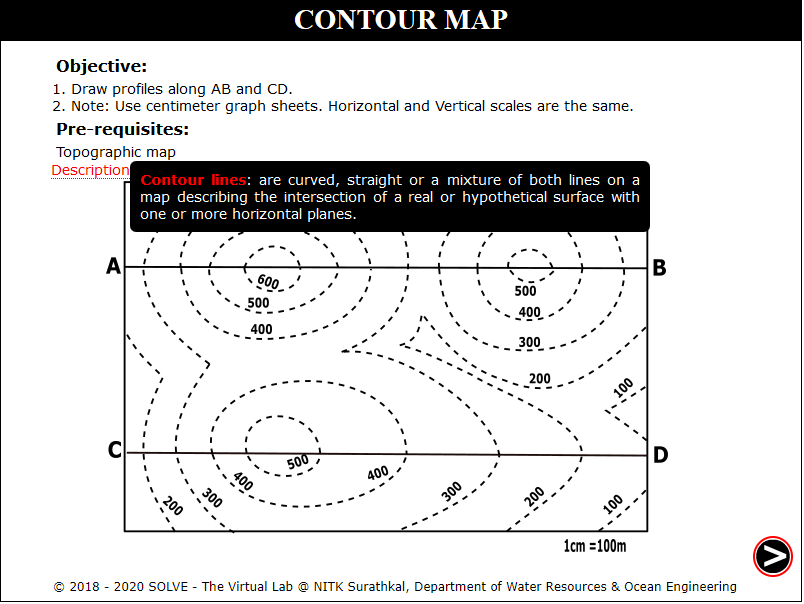 CONTOUR MAP
Objective:
1. Draw profiles along AB and CD.
2. Note: Use centimeter graph sheets. Horizontal and Vertical scales are the same.
Pre-requisites:
Topographic map
Description
Contour lines: are curved, straight or a mixture of both lines on a
map describing the intersection of a real or hypothetical surface with
one or more horizontal planes.
A
B
600
500
500
400
400
300
200
100
C
D
500
400
400
300
200
300
200
100
1cm =100m
>
© 2018 - 2020 SOLVE - The Virtual Lab @ NITK Surathkal, Department of Water Resources & Ocean Engineering